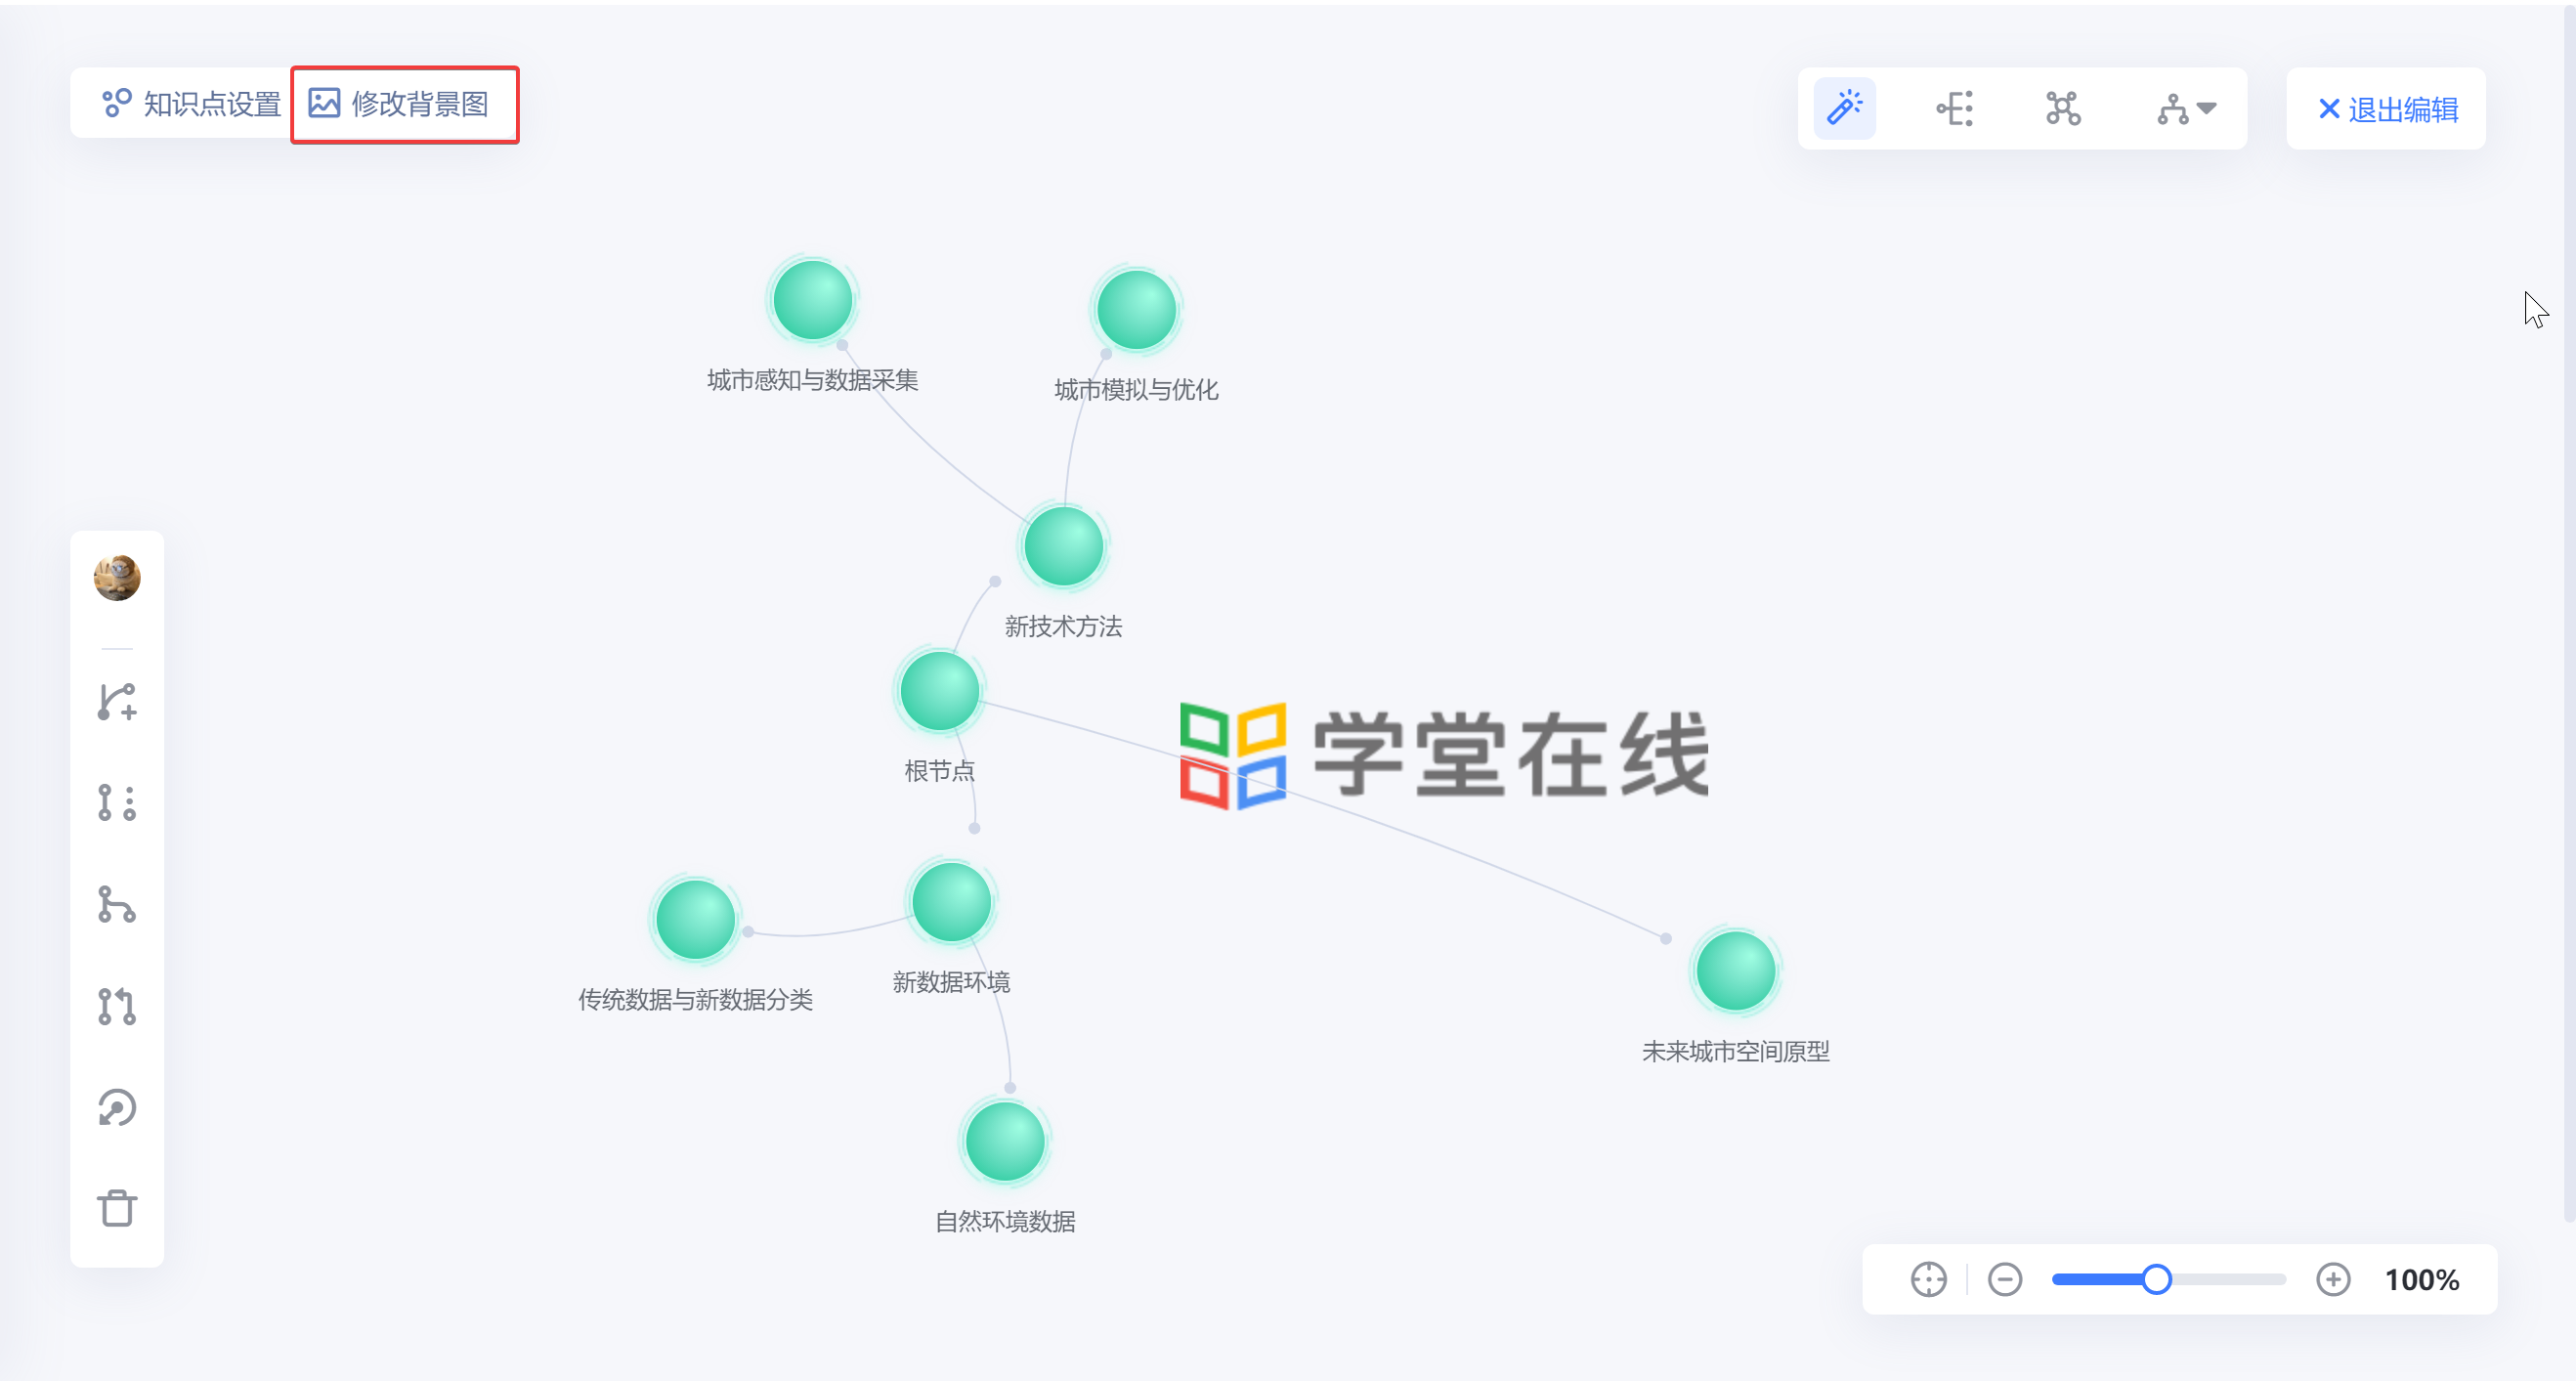 知识点设置
修改背景图
退出编辑
城市感知与数据采集
城市模拟与优化
新技术方法
根节点
学堂在线
新数据环境
传统数据与新数据分类
未来城市空间原型
自然环境数据
100%